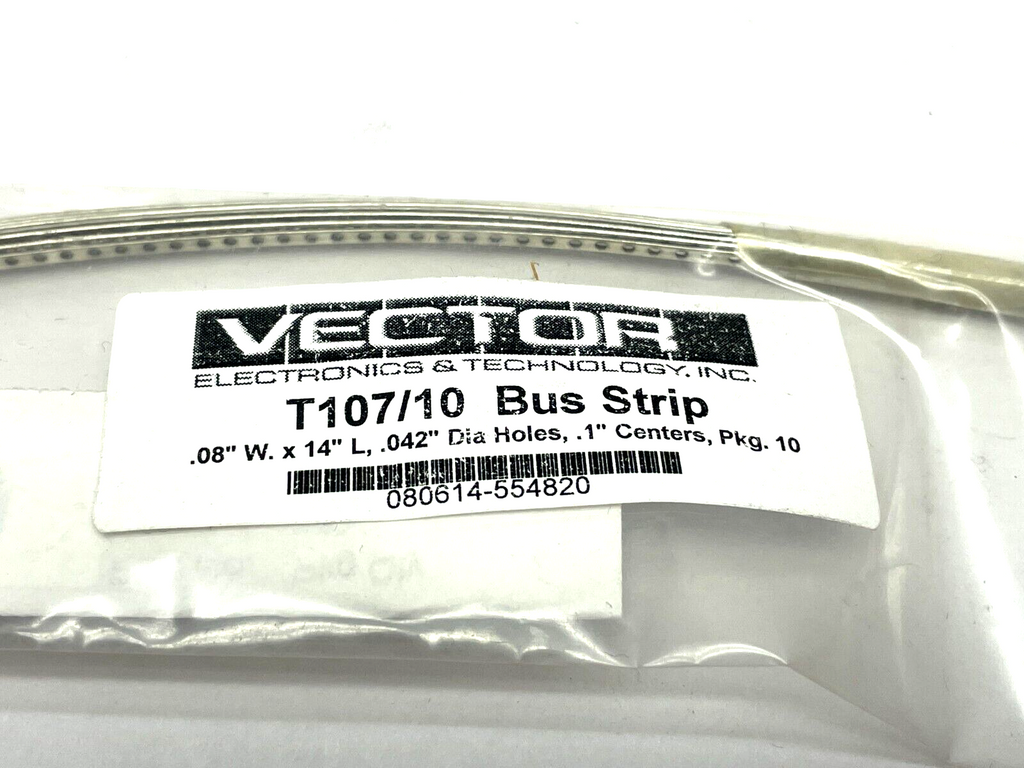 VECTOR
ELECTRONICS & TECHNOLOGY, INC.
T107/10 Bus Strip
.08" W. x 14" L, .042" Dia Holes, .1" Centers, Pkg. 10
080614-554820